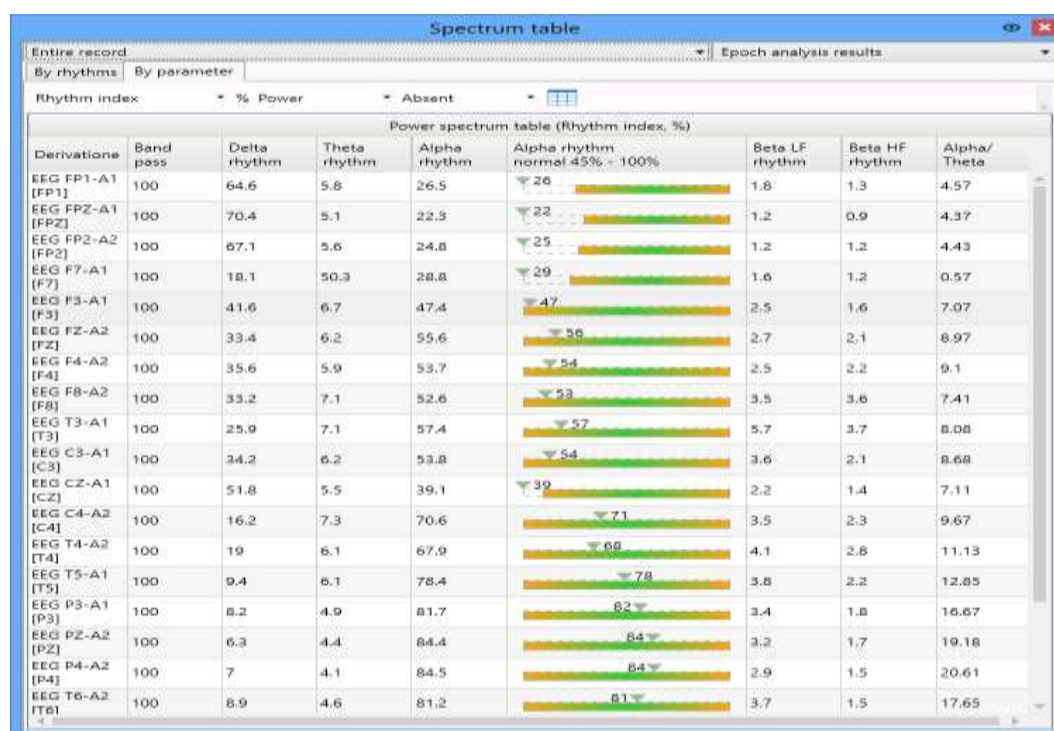 Spectrum table
Entire record Epoch analysis results
By rhythms By parameter
Rhythm index % Power Absent
Power spectrum table (Rhythm index, %)
Derivatione Band pass Delta rhythm Theta rhythm Alpha rhythm Alpha rhythm normal 45% - 100% Beta LF rhythm Beta HF rhythm Alpha/ Theta
EEG FP1-A1 [FP1] 100 64.6 5.8 26.5 26 1.8 1.3 4.57
EEG FPZ-A1 [FPZ] 100 70.4 5.1 22.3 22 1.2 0.9 4.37
EEG FP2-A2 [FP2] 100 67.1 5.6 24.8 25 1.2 1.2 4.43
EEG F7-A1 [F7] 100 18.1 50.3 28.8 29 1.6 1.2 0.57
EEG F3-A1 [F3] 100 41.6 6.7 47.4 47 2.5 1.6 7.07
EEG FZ-A2 [FZ] 100 33.4 6.2 55.6 56 2.7 2.1 8.97
EEG F4-A2 [F4] 100 35.6 5.9 53.7 54 2.5 2.2 9.1
EEG F8-A2 [F8] 100 33.2 7.1 52.6 53 3.5 3.6 7.41
EEG T3-A1 [T3] 100 25.9 7.1 57.4 57 5.7 3.7 8.08
EEG C3-A1 [C3] 100 34.2 6.2 53.8 54 3.6 2.1 8.68
EEG CZ-A1 [CZ] 100 51.8 5.5 39.1 39 2.2 1.4 7.11
EEG C4-A2 [C4] 100 16.2 7.3 70.6 71 3.5 2.3 9.67
EEG T4-A2 [T4] 100 19 6.1 67.9 68 4.1 2.8 11.13
EEG T5-A1 [T5] 100 9.4 6.1 78.4 78 3.8 2.2 12.85
EEG P3-A1 [P3] 100 8.2 4.9 81.7 82 3.4 1.8 16.67
EEG PZ-A2 [PZ] 100 6.3 4.4 84.4 84 3.2 1.7 19.18
EEG P4-A2 [P4] 100 7 4.1 84.5 84 2.9 1.5 20.61
EEG T6-A2 [T6] 100 8.9 4.6 81.2 81 3.7 1.5 17.65